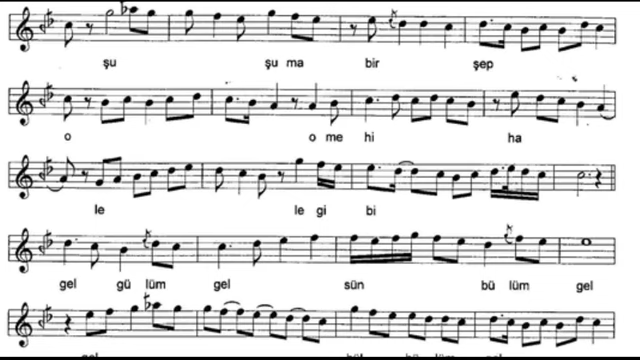 şu şu ma bir şep
o o me hi ha
le le gi bi
gel gü lüm gel sün bü lüm gel